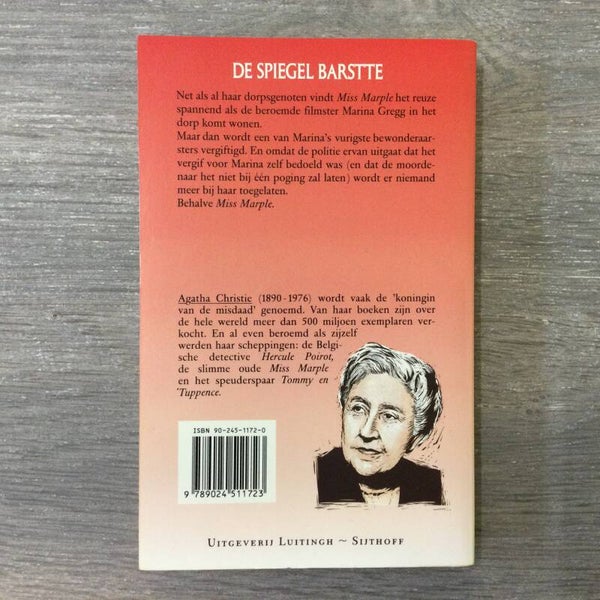 DE SPIEGEL BARSTTE
Net als al haar dorpsgenoten vindt Miss Marple het reuze
spannend als de beroemde filmster Marina Gregg in het
dorp komt wonen.
Maar dan wordt een van Marina's vurigste bewonderaar-
sters vergiftigd. En omdat de politie ervan uitgaat dat het
vergif voor Marina zelf bedoeld was (en dat de moorde-
naar het niet bij één poging zal laten) wordt er niemand
meer bij haar toegelaten.
Behalve Miss Marple.
Agatha Christie (1890-1976) wordt vaak de 'koningin
van de misdaad' genoemd. Van haar boeken zijn over
de hele wereld meer dan 500 miljoen exemplaren ver-
kocht. En al even beroemd als zijzelf
werden haar scheppingen: de Belgi-
sche detective Hercule Poirot,
de slimme oude Miss Marple
en het speuderspaar Tommy en
Tuppence.
ISBN 90-245-1172-0
9 789024 511723
UITGEVERIJ LUITINGH ~ SIJTHOFF